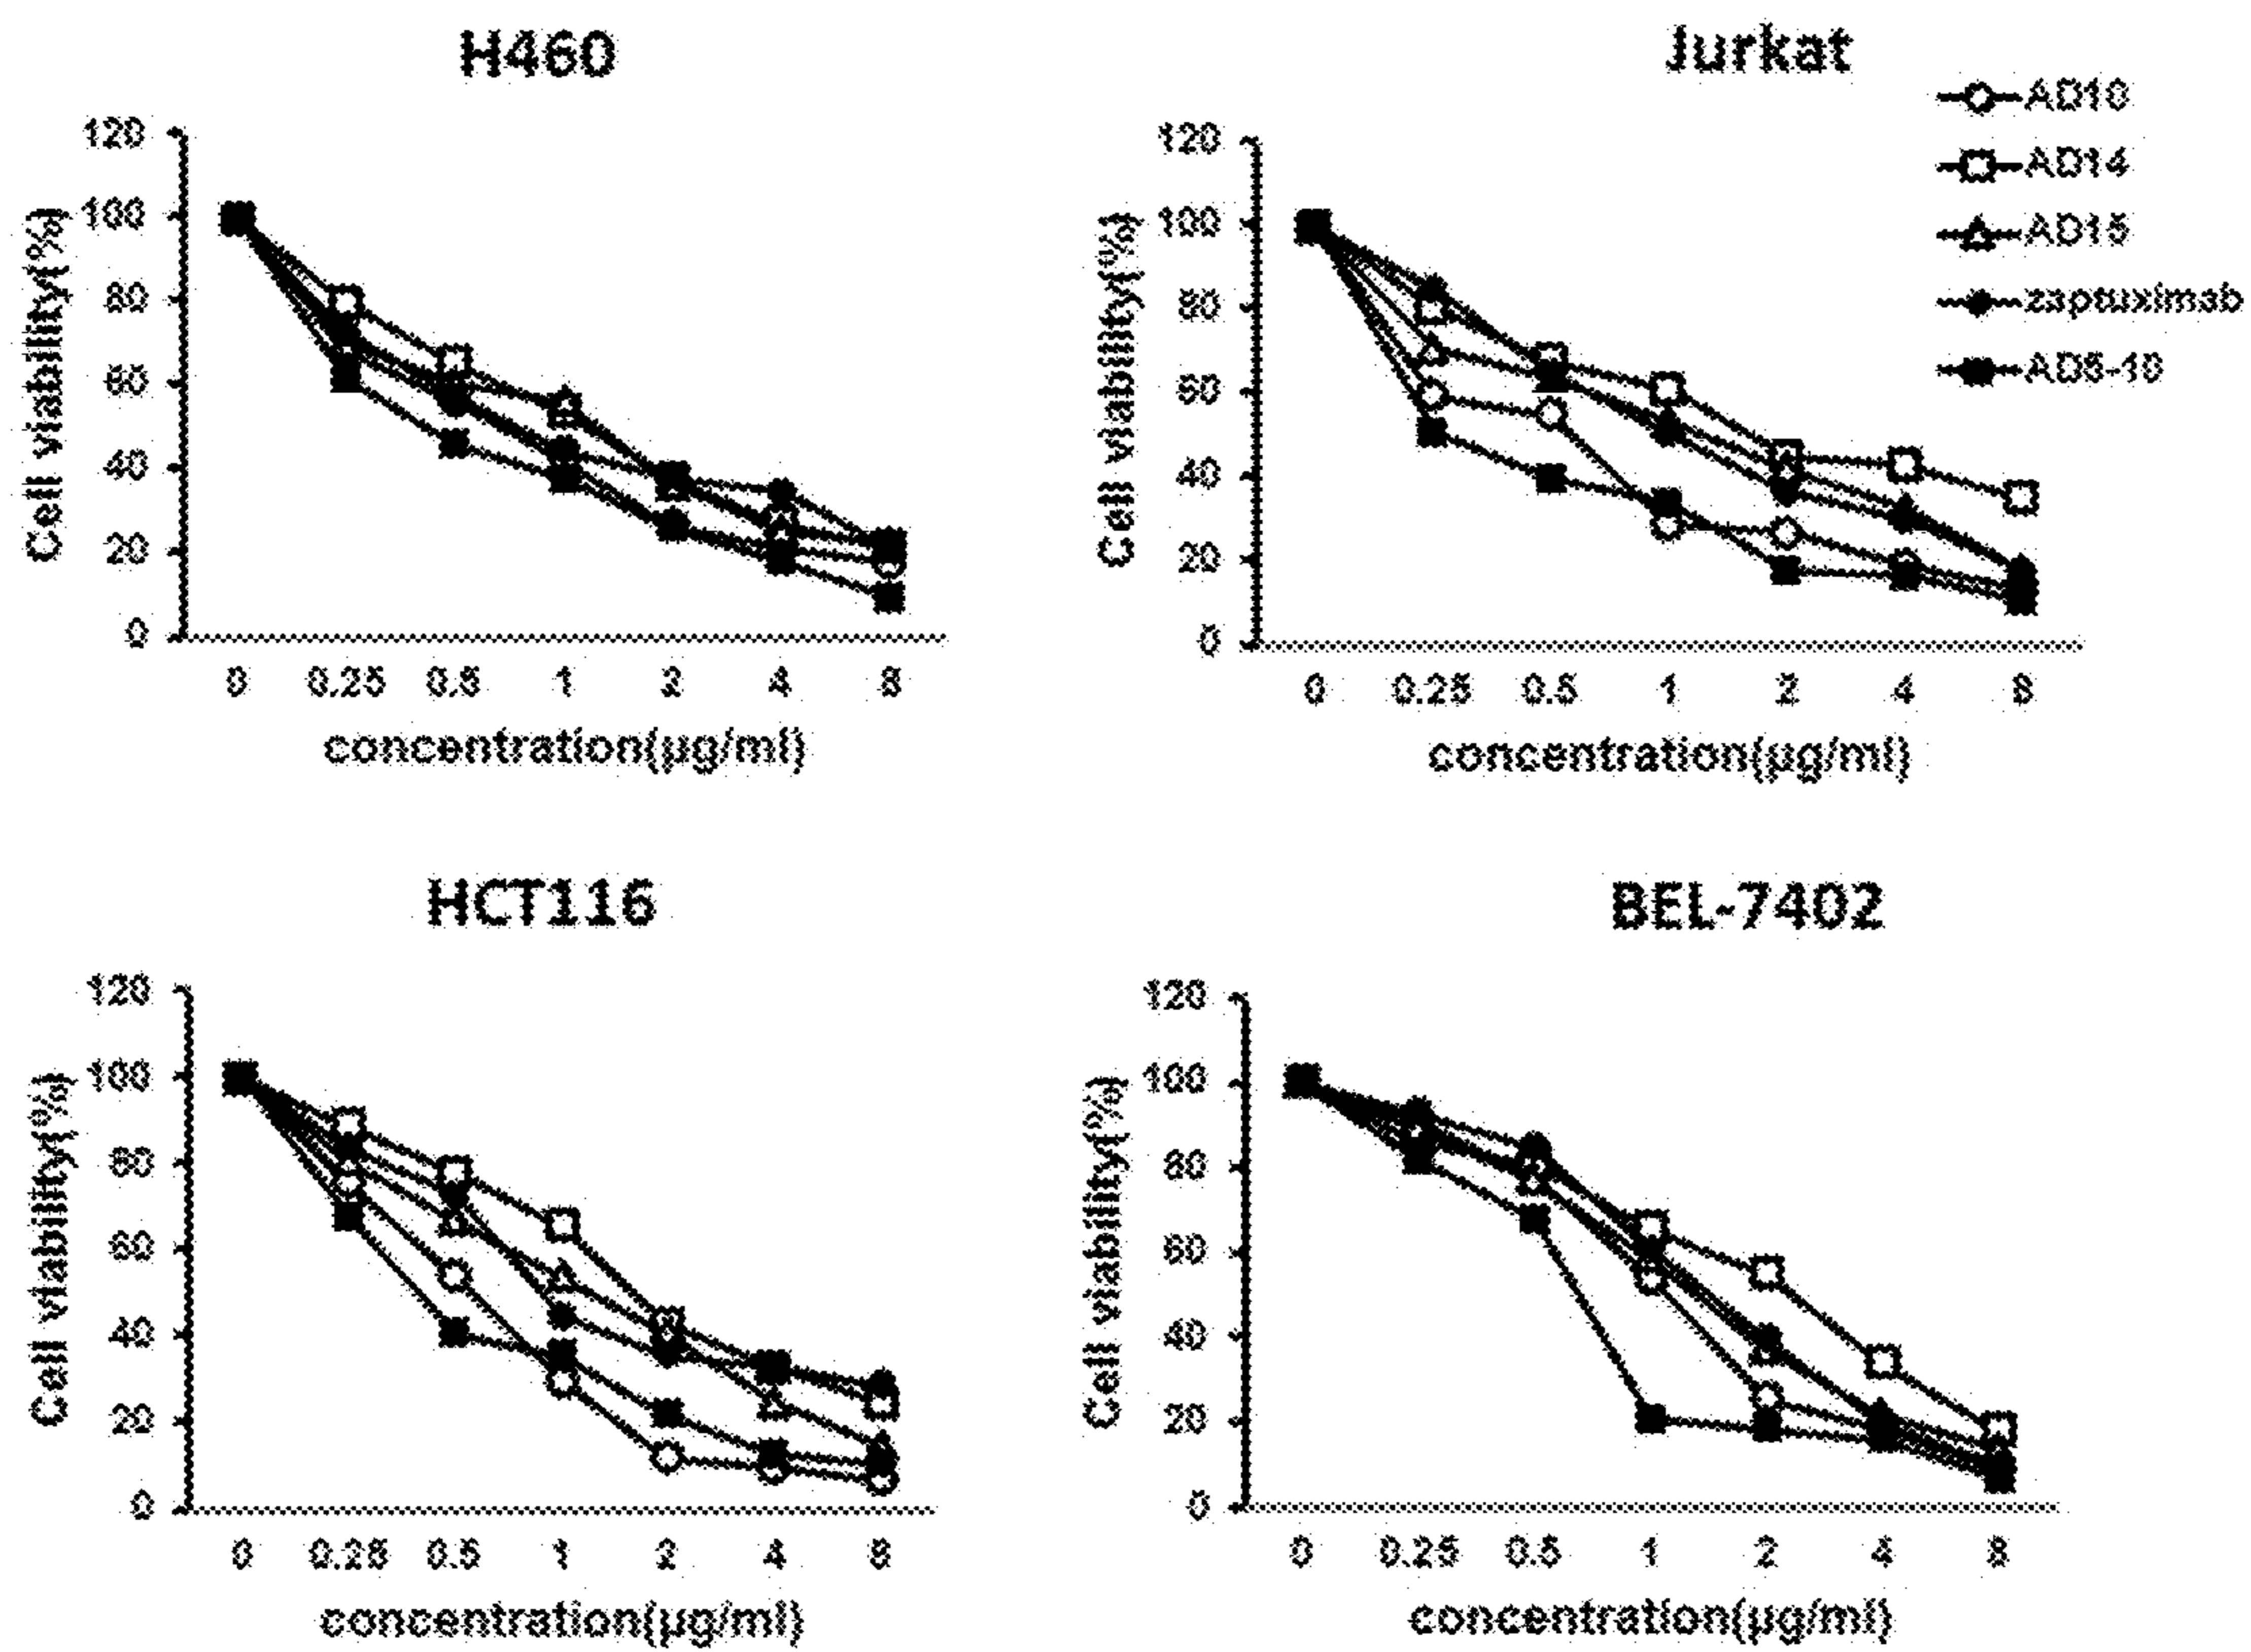 H460
Cell viability(%)
120
100
80
60
40
20
0
0 0.25 0.5 1 2 4 8
concentration(µg/ml)
Jurkat
AD10
AD14
AD15
zaptuximab
AD5-10
Cell viability(%)
120
100
80
60
40
20
0
0 0.25 0.5 1 2 4 8
concentration(µg/ml)
HCT116
Cell viability(%)
120
100
80
60
40
20
0
0 0.25 0.5 1 2 4 8
concentration(µg/ml)
BEL-7402
Cell viability(%)
120
100
80
60
40
20
0
0 0.25 0.5 1 2 4 8
concentration(µg/ml)